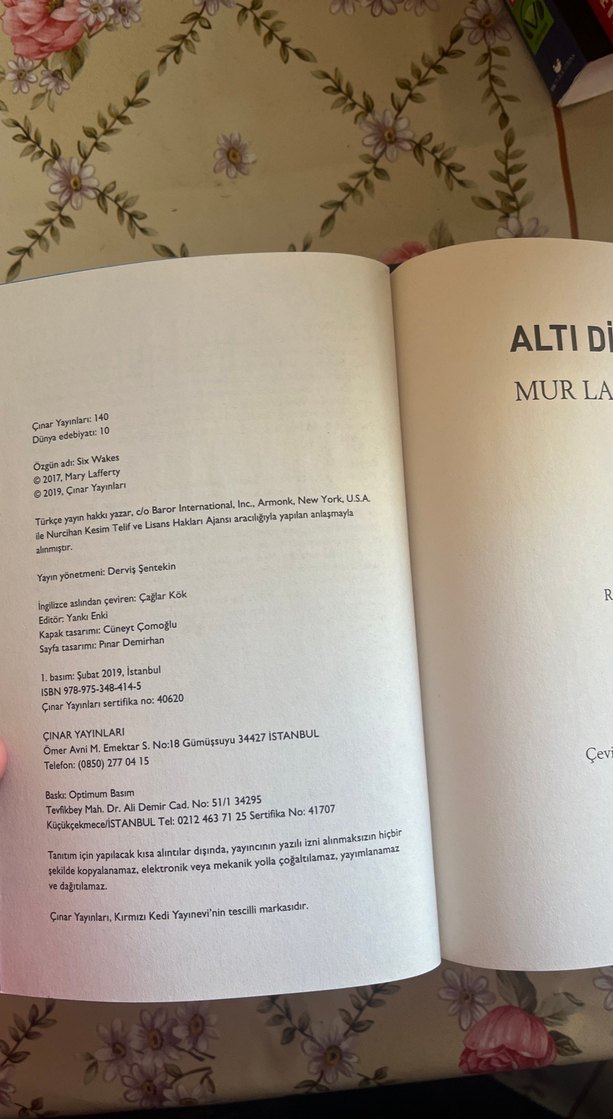 Çınar Yayınları: 140
Dünya edebiyatı: 10
Özgün adı: Six Wakes
© 2017, Mary Lafferty
© 2019, Çınar Yayınları
Türkçe yayın hakkı yazar, c/o Baror International, Inc., Armonk, New York, U.S.A.
ile Nurcihan Kesim Telif ve Lisans Hakları Ajansı aracılığıyla yapılan anlaşmayla
alınmıştır.
Yayın yönetmeni: Derviş Şentekin
İngilizce aslından çeviren: Çağlar Kök
Editör: Yankı Enki
Kapak tasarımı: Cüneyt Çomoğlu
Sayfa tasarımı: Pınar Demirhan
1. basım: Şubat 2019, İstanbul
ISBN 978-975-348-414-5
Çınar Yayınları sertifika no: 40620
ÇINAR YAYINLARI
Ömer Avni M. Emektar S. No:18 Gümüşsuyu 34427 İSTANBUL
Telefon: (0850) 277 04 15
Baskı: Optimum Basım
Tevfikbey Mah. Dr. Ali Demir Cad. No: 51/1 34295
Küçükçekmece/İSTANBUL Tel: 0212 463 71 25 Sertifika No: 41707
Tanıtım için yapılacak kısa alıntılar dışında, yayıncının yazılı izni alınmaksızın hiçbir
şekilde kopyalanamaz, elektronik veya mekanik yolla çoğaltılamaz, yayımlanamaz
ve dağıtılamaz.
Çınar Yayınları, Kırmızı Kedi Yayınevi'nin tescilli markasıdır.
ALTI Dİ
MUR LA
R
Çevi